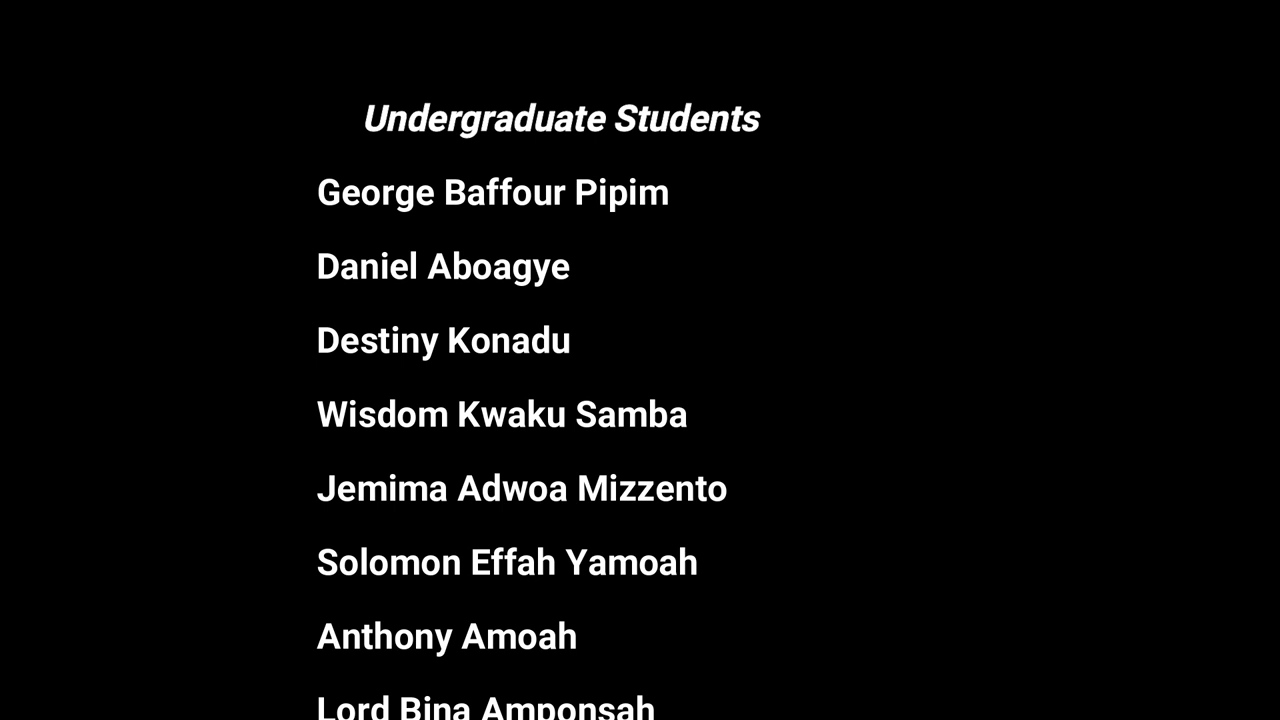 Undergraduate Students
George Baffour Pipim
Daniel Aboagye
Destiny Konadu
Wisdom Kwaku Samba
Jemima Adwoa Mizzento
Solomon Effah Yamoah
Anthony Amoah
Lord Bina Amponsah